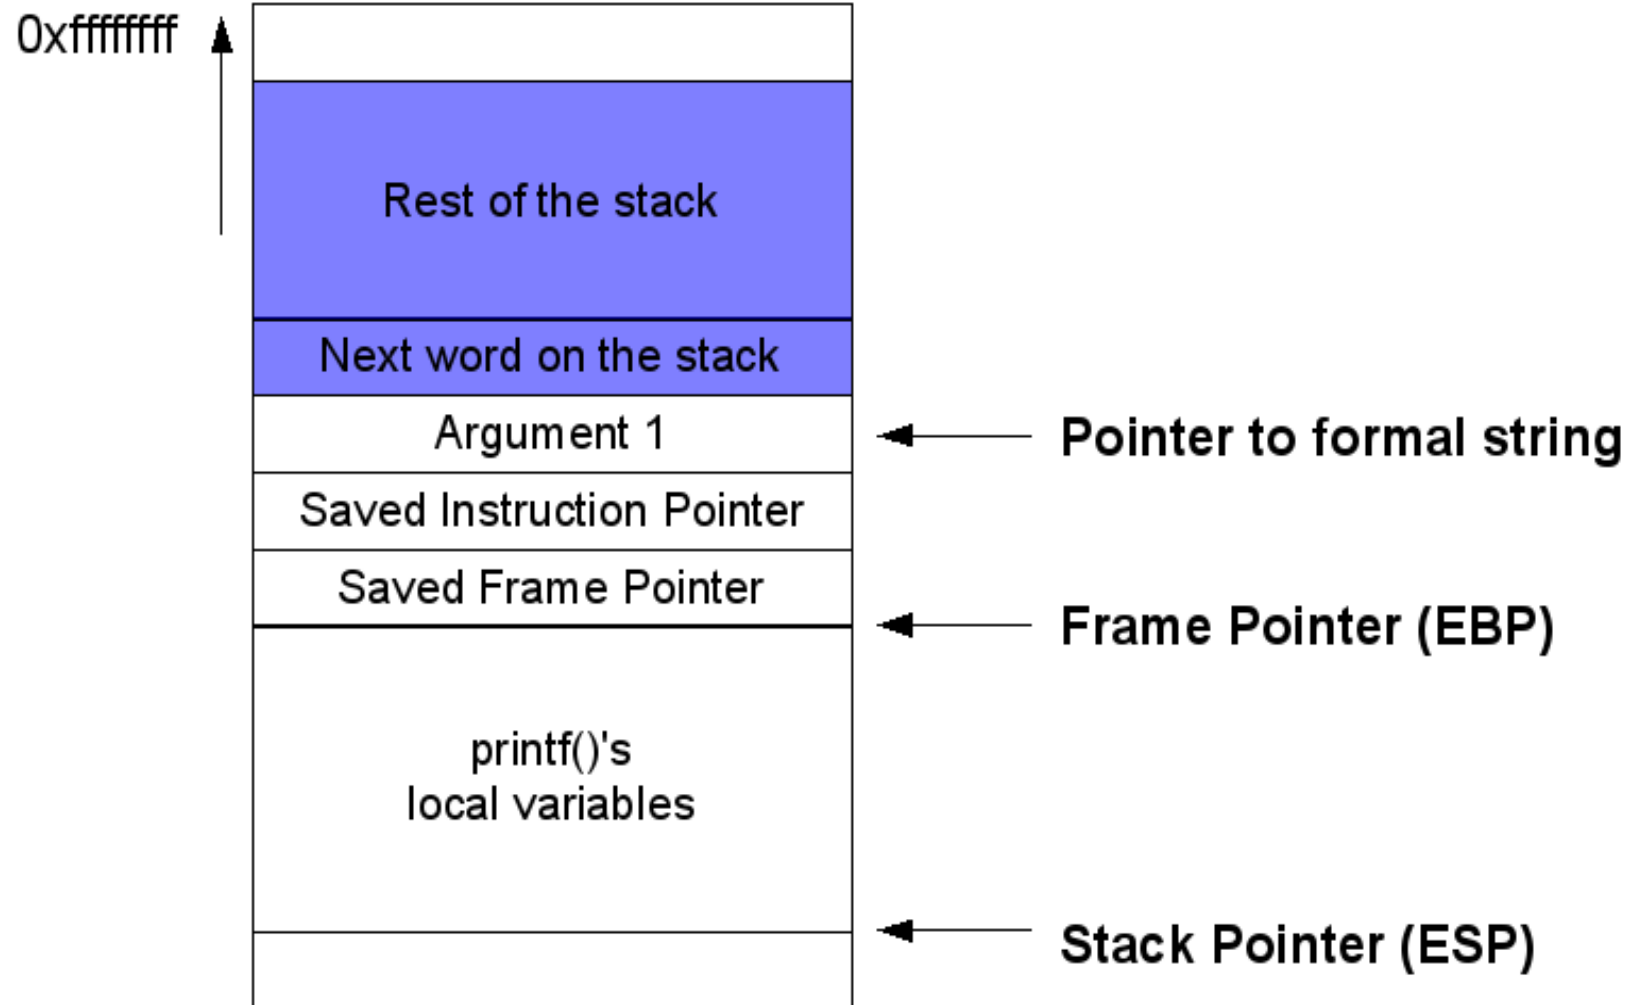 0xffffffff
Rest of the stack
Next word on the stack
Argument 1
Pointer to formal string
Saved Instruction Pointer
Saved Frame Pointer
Frame Pointer (EBP)
printf()'s
local variables
Stack Pointer (ESP)